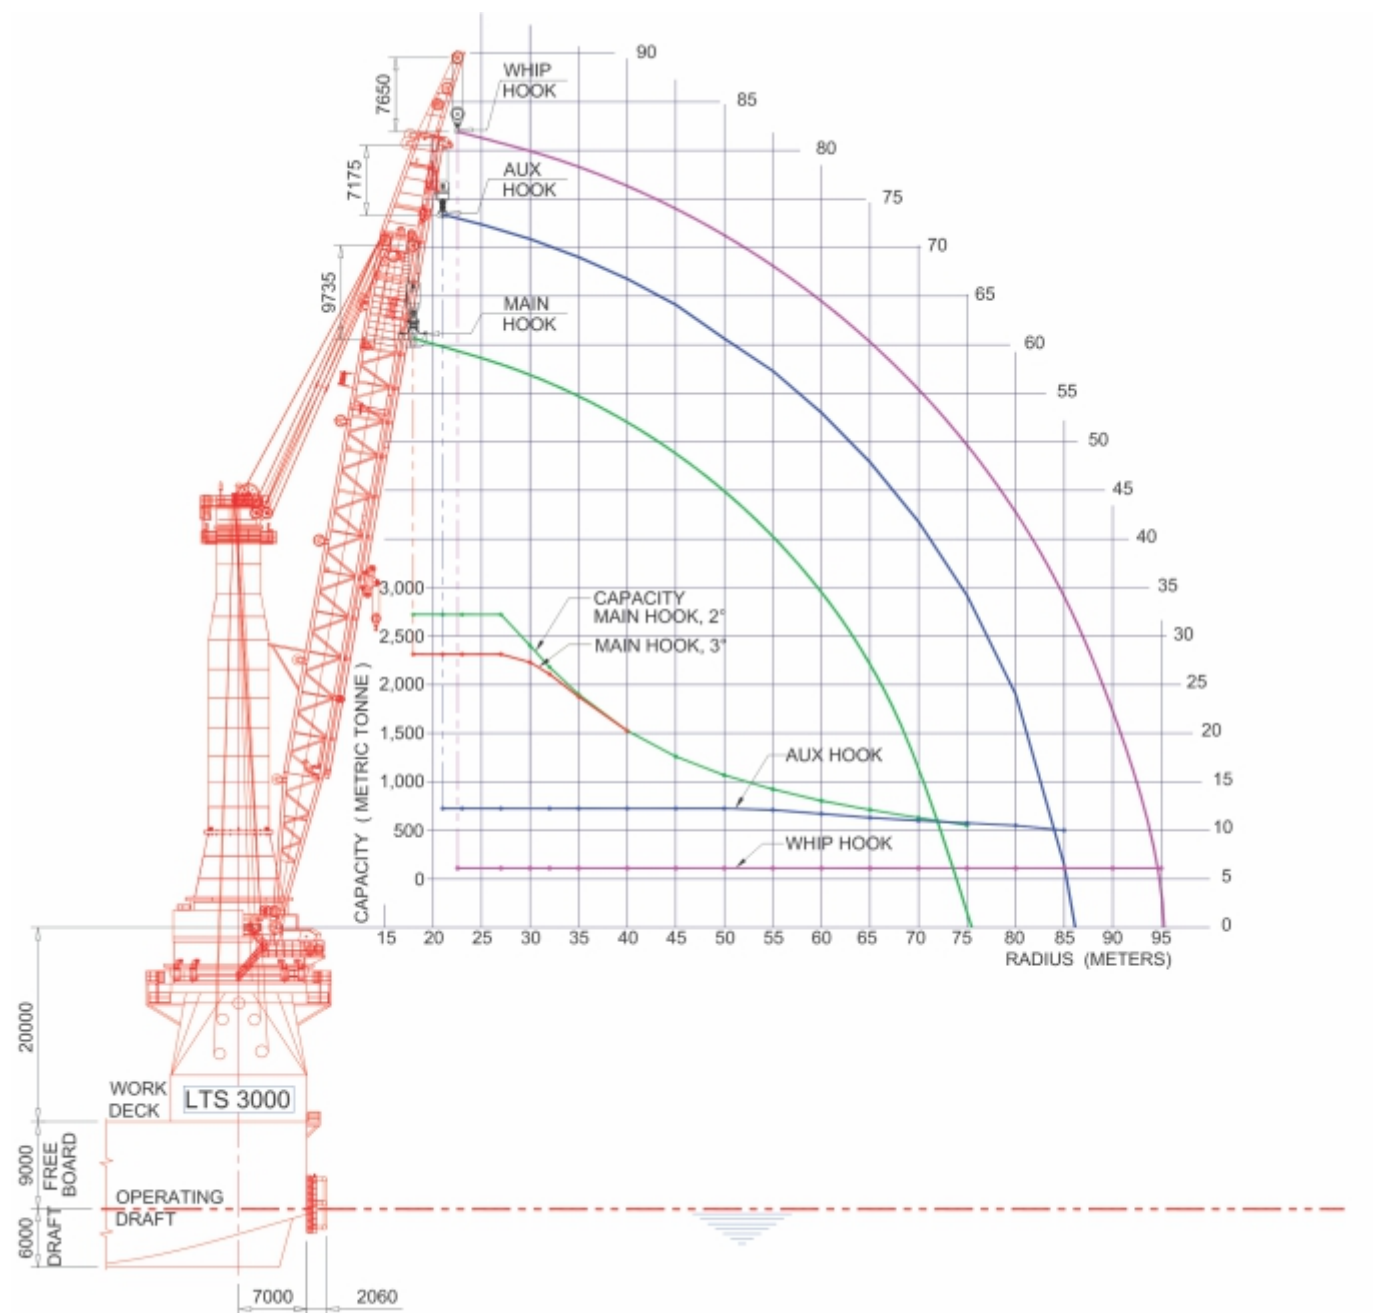 90
WHIP
HOOK
7650
85
80
AUX
HOOK
7175
75
70
65
MAIN
HOOK
9735
60
55
50
45
40
35
3,000
CAPACITY
MAIN HOOK, 2°
30
2,500
MAIN HOOK, 3°
25
2,000
20
1,500
AUX HOOK
15
1,000
10
500
WHIP HOOK
5
0
CAPACITY ( METRIC TONNE )
0
15 20 25 30 35 40 45 50 55 60 65 70 75 80 85 90 95
RADIUS (METERS)
20000
WORK
DECK
LTS 3000
9000
FREE
BOARD
OPERATING
DRAFT
6000
DRAFT
7000
2060